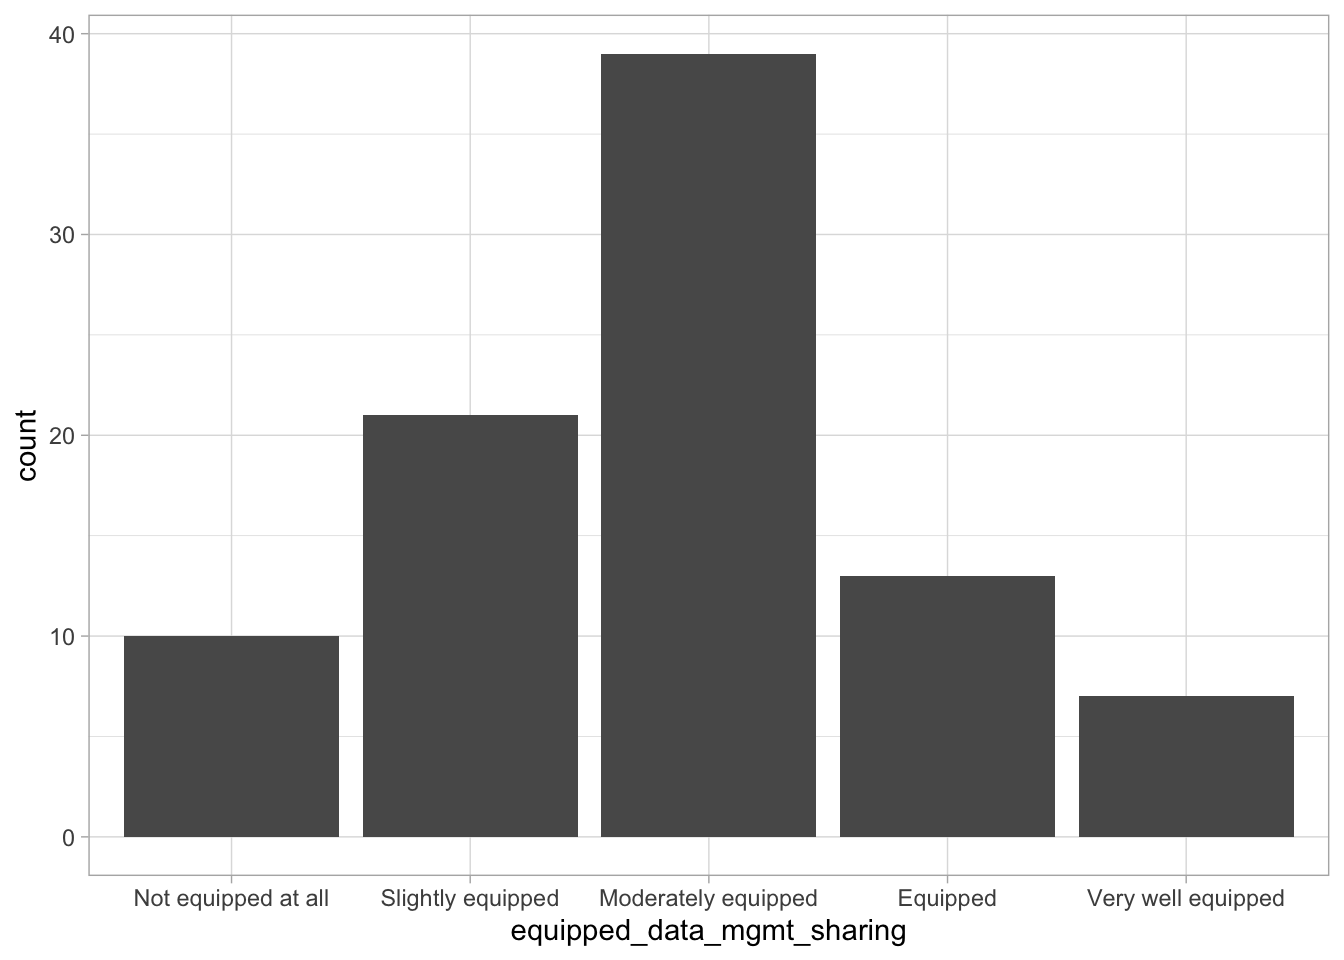 40
30
20
10
0
count
Not equipped at all
Slightly equipped
Moderately equipped
Equipped
Very well equipped
equipped_data_mgmt_sharing